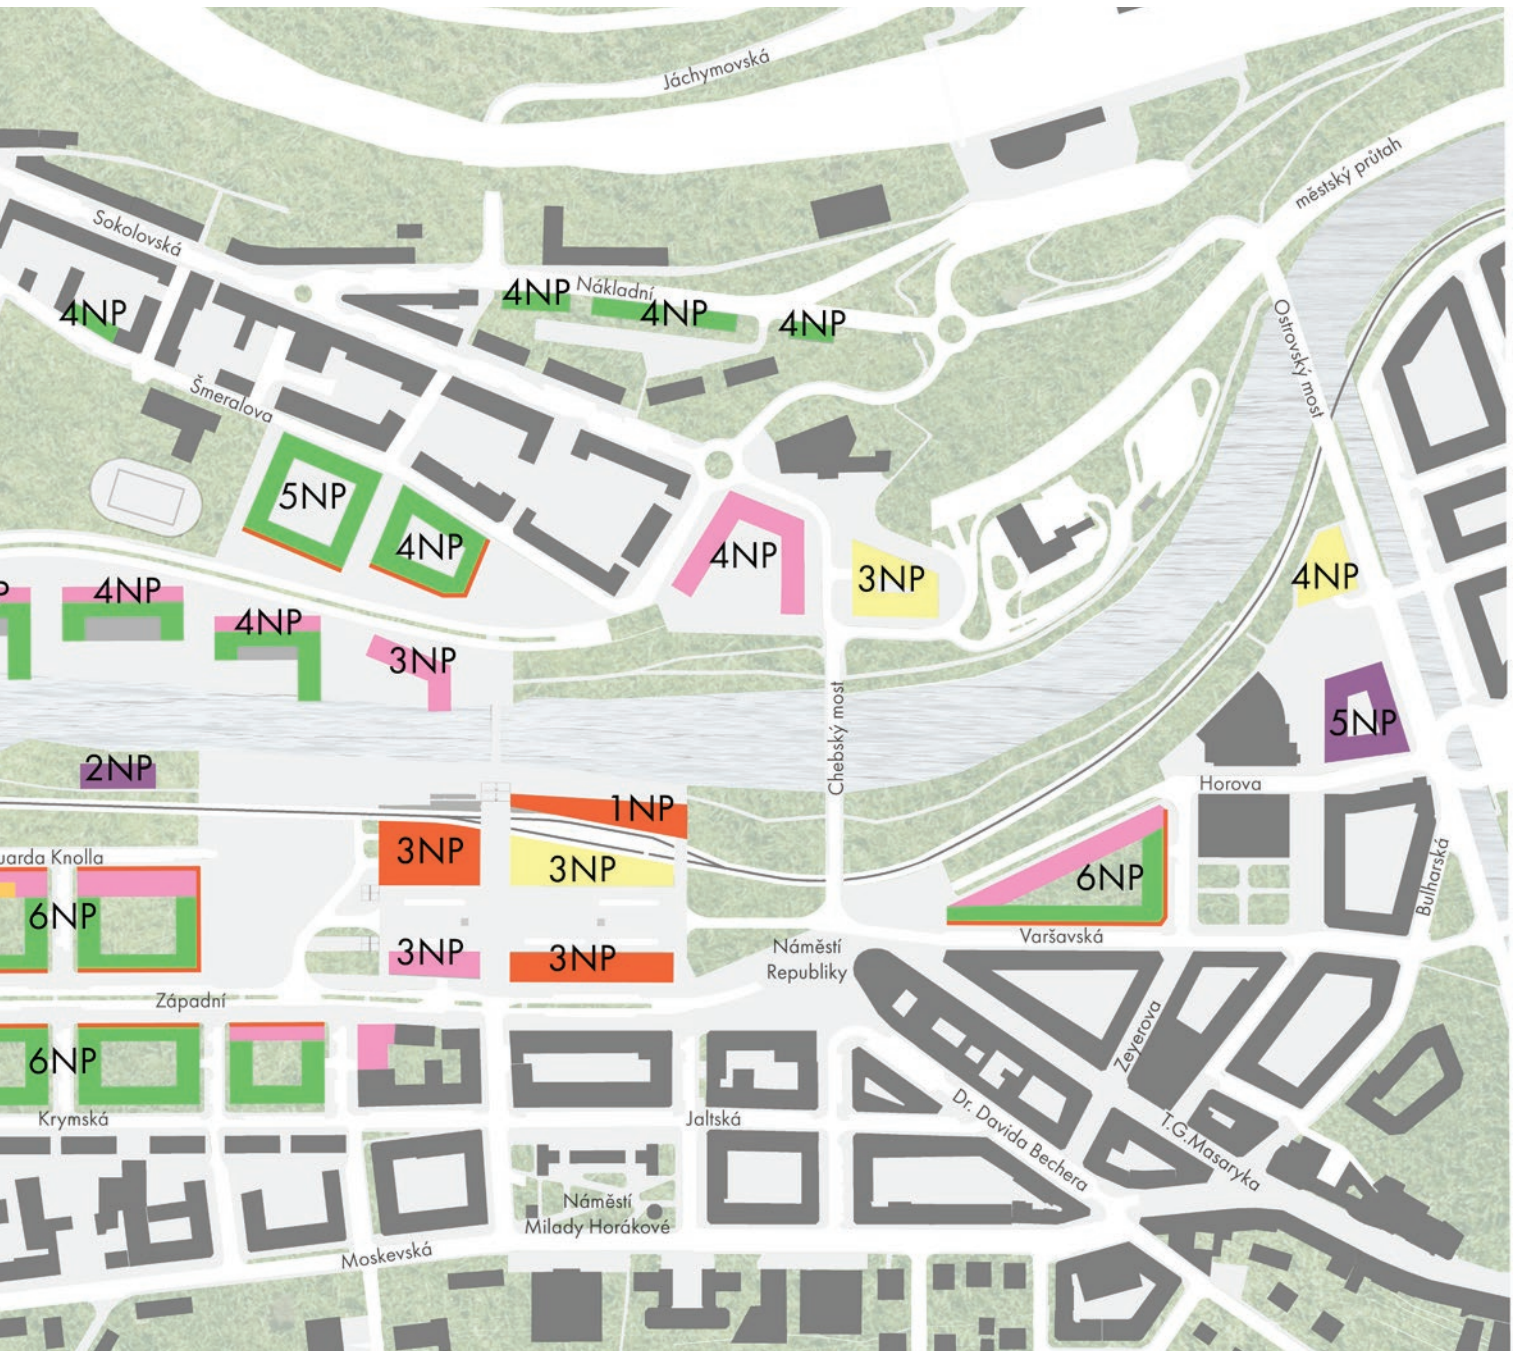 Jáchymovská
městský průtah
Sokolovská
Nákladní
4NP
4NP
4NP
4NP
Ostrovský most
Šmeralova
5NP
4NP
4NP
3NP
4NP
4NP
4NP
3NP
Chebský most
5NP
2NP
Horova
1NP
3NP
3NP
6NP
Bulharská
Knolla
6NP
Varšavská
Náměstí
Republiky
3NP
3NP
Západní
Zeyerova
6NP
Krymská
Jaltská
Dr. Davida Bechera
T.G.Masaryka
Náměstí
Milady Horákové
Moskevská